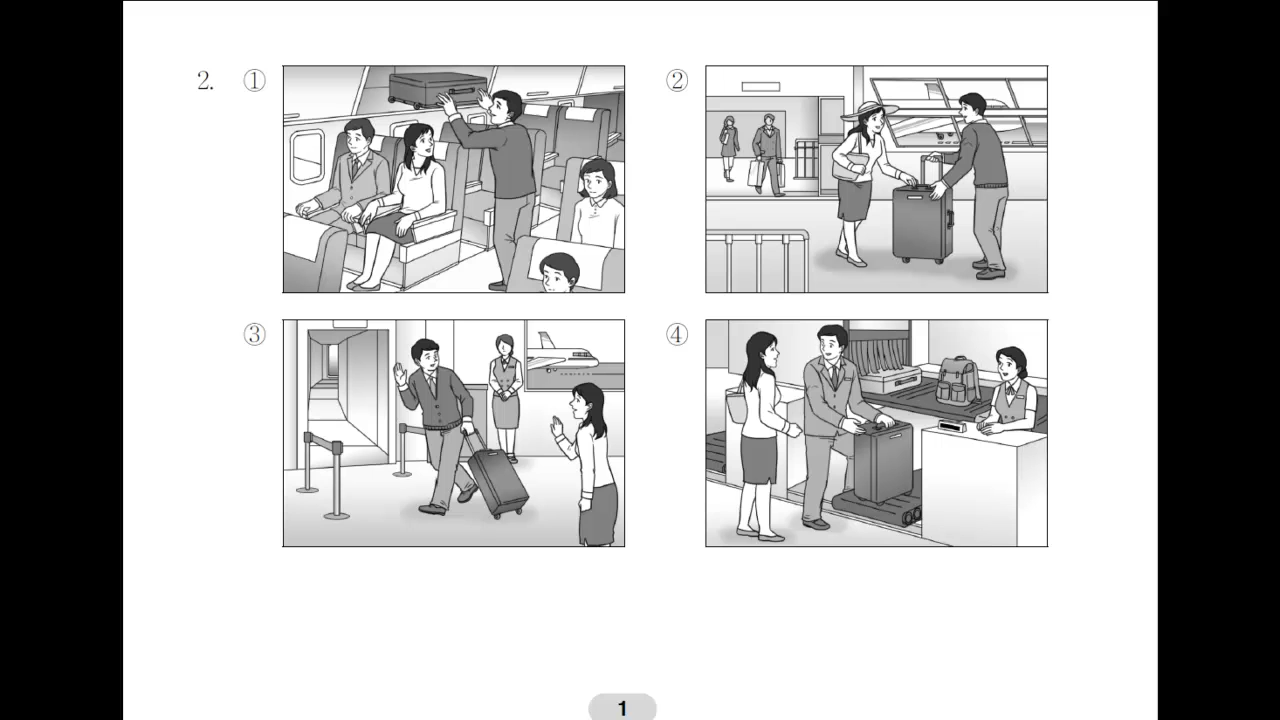 2. ① ②
③ ④
1